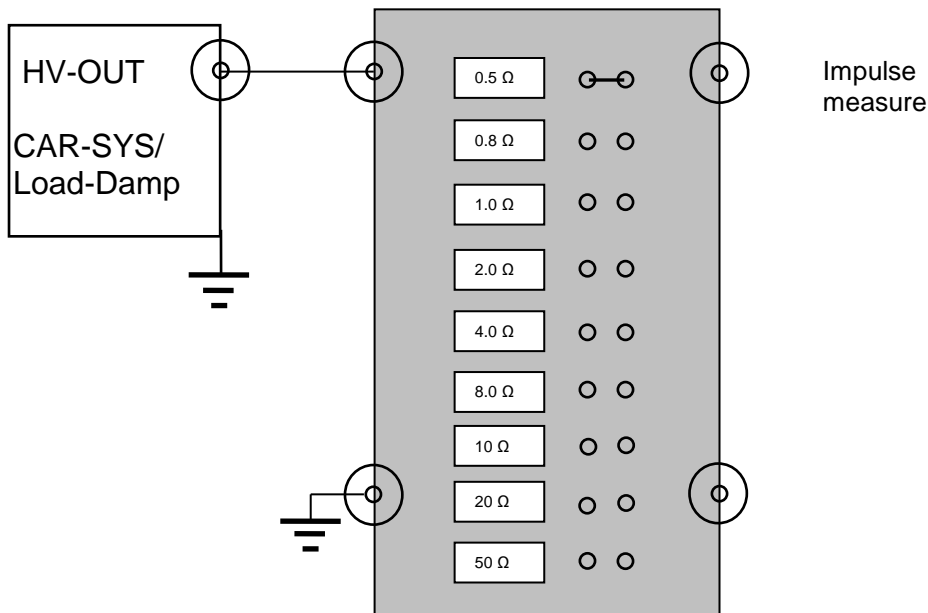 HV-OUT
CAR-SYS/
Load-Damp
0.5 Ω
0.8 Ω
1.0 Ω
2.0 Ω
4.0 Ω
8.0 Ω
10 Ω
20 Ω
50 Ω
Impulse
measure